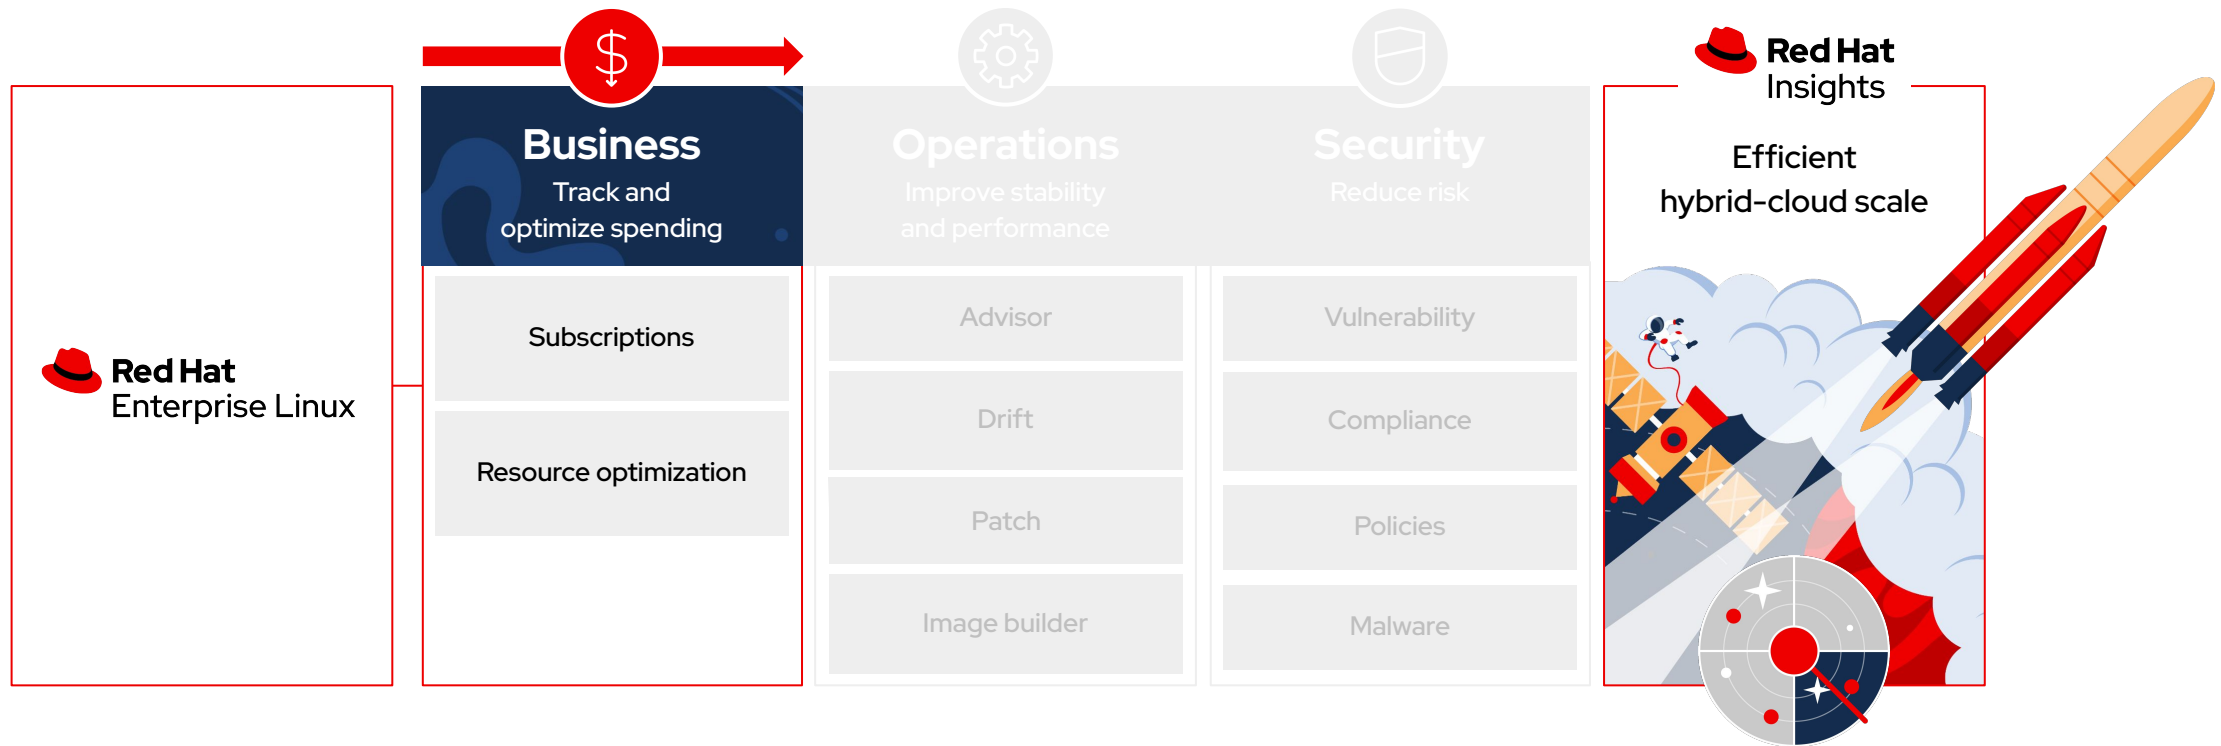 Red Hat
Enterprise Linux
Business
Track and
optimize spending
Subscriptions
Resource optimization
Operations
Improve stability
and performance
Advisor
Drift
Patch
Image builder
Security
Reduce risk
Vulnerability
Compliance
Policies
Malware
Red Hat
Insights
Efficient
hybrid-cloud scale